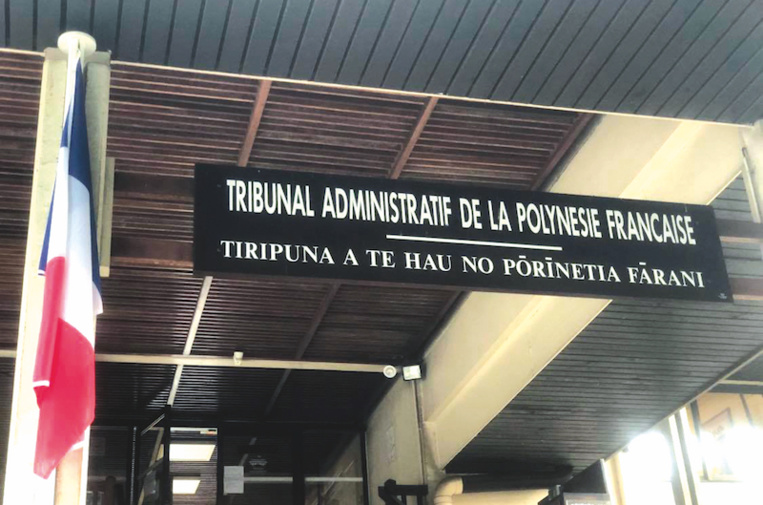 TRIBUNAL ADMINISTRATIF DE LA POLYNESIE FRANCAISE
TIRIPUNA A TE HAU NO PŌRĪNETIA FĀRANI